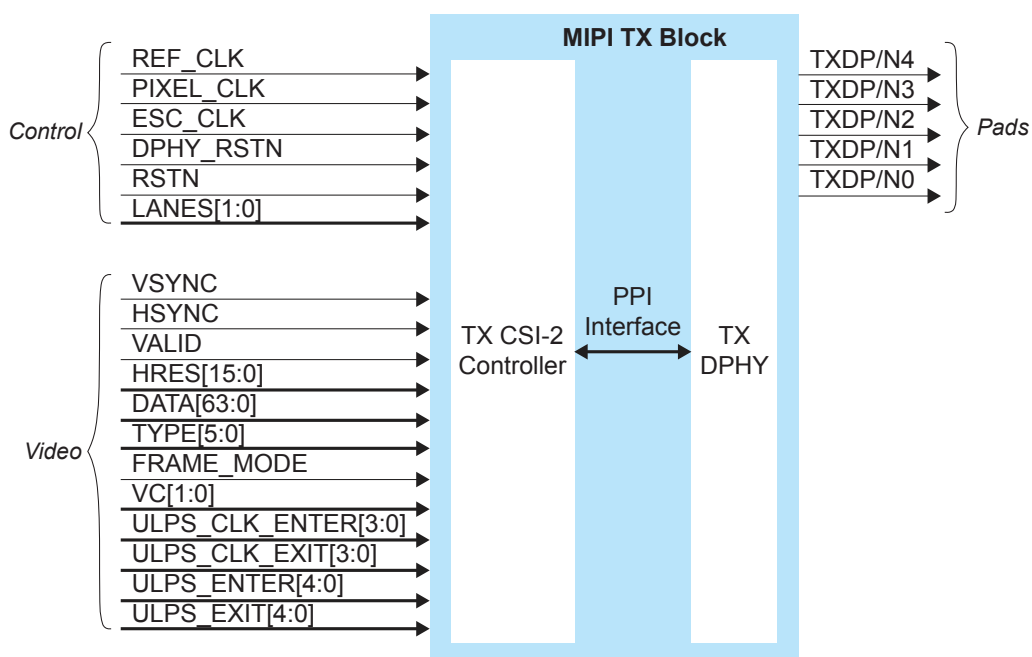 MIPI TX Block
Control
REF_CLK
PIXEL_CLK
ESC_CLK
DPHY_RSTN
RSTN
LANES[1:0]
Video
VSYNC
HSYNC
VALID
HRES[15:0]
DATA[63:0]
TYPE[5:0]
FRAME_MODE
VC[1:0]
ULPS_CLK_ENTER[3:0]
ULPS_CLK_EXIT[3:0]
ULPS_ENTER[4:0]
ULPS_EXIT[4:0]
TX CSI-2
Controller
PPI
Interface
TX
DPHY
TXDP/N4
TXDP/N3
TXDP/N2
TXDP/N1
TXDP/N0
Pads